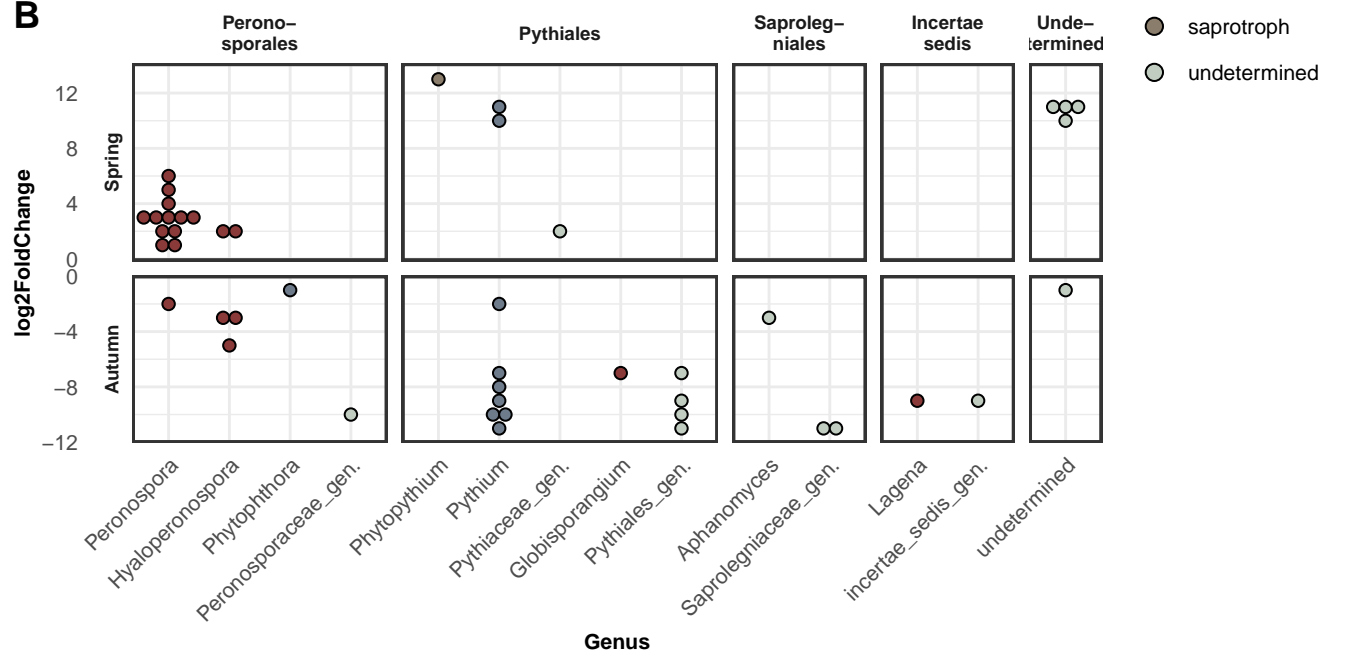 B
Perono–
sporales
Pythiales
Saproleg–
niales
Incertae
sedis
Unde–
termined
saprotroph
undetermined
log2FoldChange
Spring
12
8
4
0
Autumn
0
–4
–8
–12
Peronospora
Hyaloperonospora
Phytophthora
Peronosporaceae_gen.
Phytopythium
Pythium
Pythiaceae_gen.
Globisporangium
Pythiales_gen.
Aphanomyces
Saprolegniaceae_gen.
Lagena
incertae_sedis_gen.
undetermined
Genus